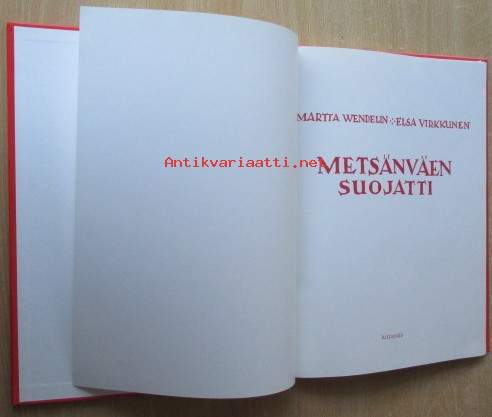 MARTTA WENDELIN ⁘ ELSA VIRKKUNEN
Antikvariaatti.net
METSÄNVÄEN
SUOJATTI